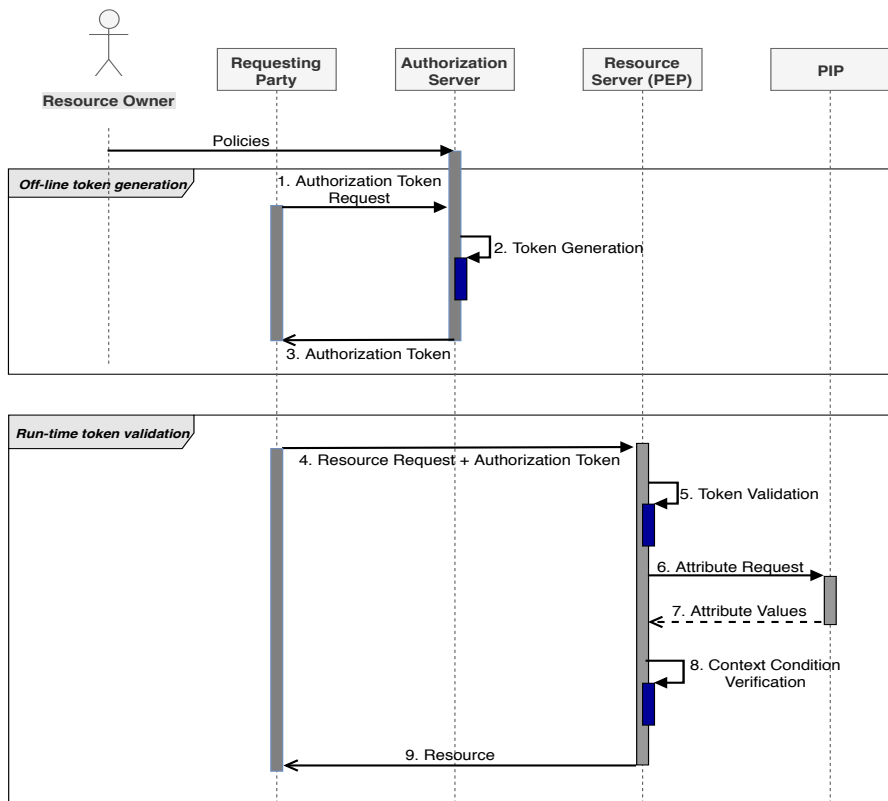 Resource Owner
Requesting
Party
Authorization
Server
Resource
Server (PEP)
PIP
Policies
Off-line token generation
1. Authorization Token
Request
2. Token Generation
3. Authorization Token
Run-time token validation
4. Resource Request + Authorization Token
5. Token Validation
6. Attribute Request
7. Attribute Values
8. Context Condition
Verification
9. Resource